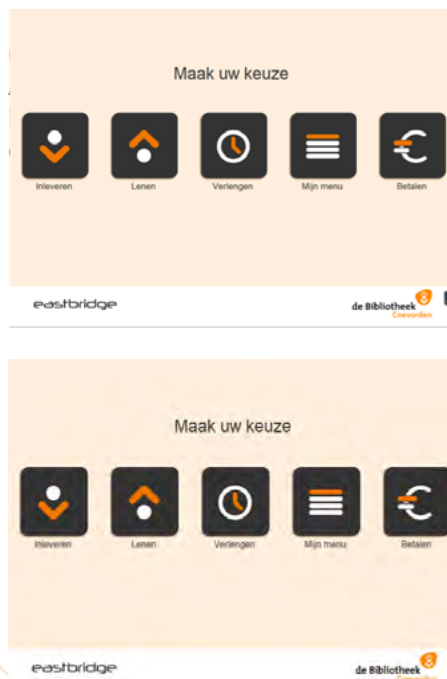 Maak uw keuze
Inleveren Lenen Verlengen Mijn menu Betalen
eastbridge de Bibliotheek
Coevorden
Maak uw keuze
Inleveren Lenen Verlengen Mijn menu Betalen
eastbridge de Bibliotheek